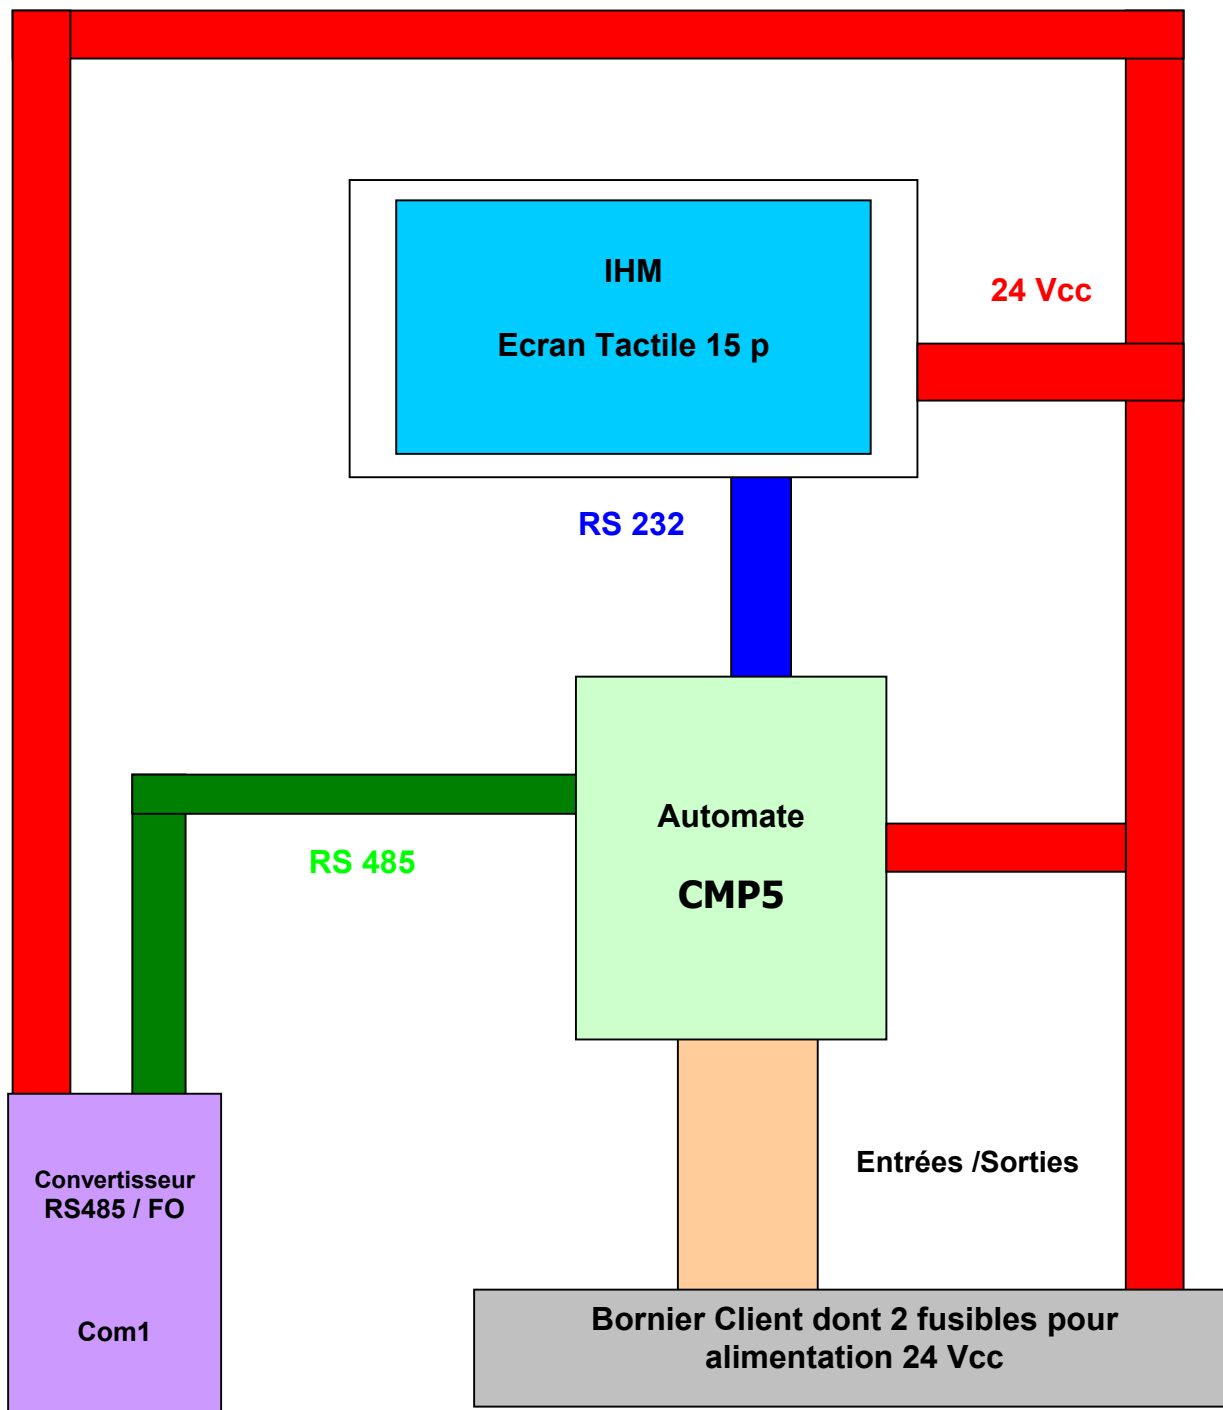 IHM
Ecran Tactile 15 p
24 Vcc
RS 232
Automate
CMP5
RS 485
Entrées /Sorties
Convertisseur
RS485 / FO
Com1
Bornier Client dont 2 fusibles pour
alimentation 24 Vcc